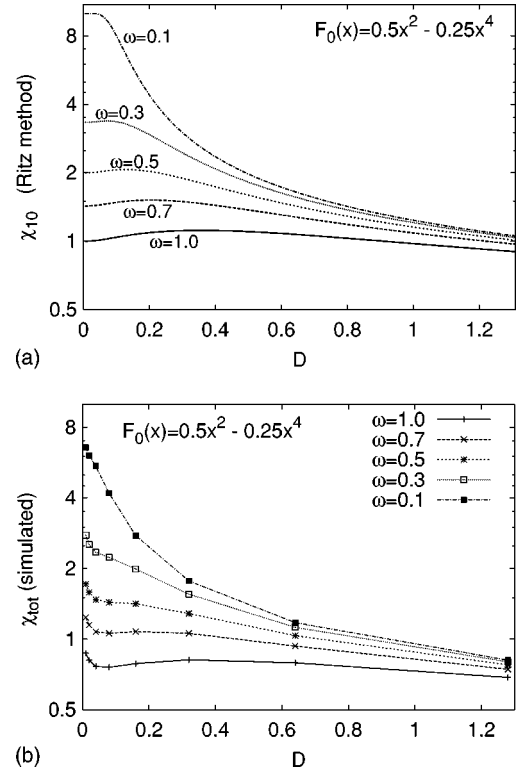 8
4
2
1
0.5
χ₁₀ (Ritz method)
F₀(x)=0.5x² - 0.25x⁴
ω=0.1
ω=0.3
ω=0.5
ω=0.7
ω=1.0
0 0.2 0.4 0.6 0.8 1 1.2
D
(a)
8
4
2
1
0.5
χtot (simulated)
F₀(x)=0.5x² - 0.25x⁴
ω=1.0
ω=0.7
ω=0.5
ω=0.3
ω=0.1
0 0.2 0.4 0.6 0.8 1 1.2
D
(b)